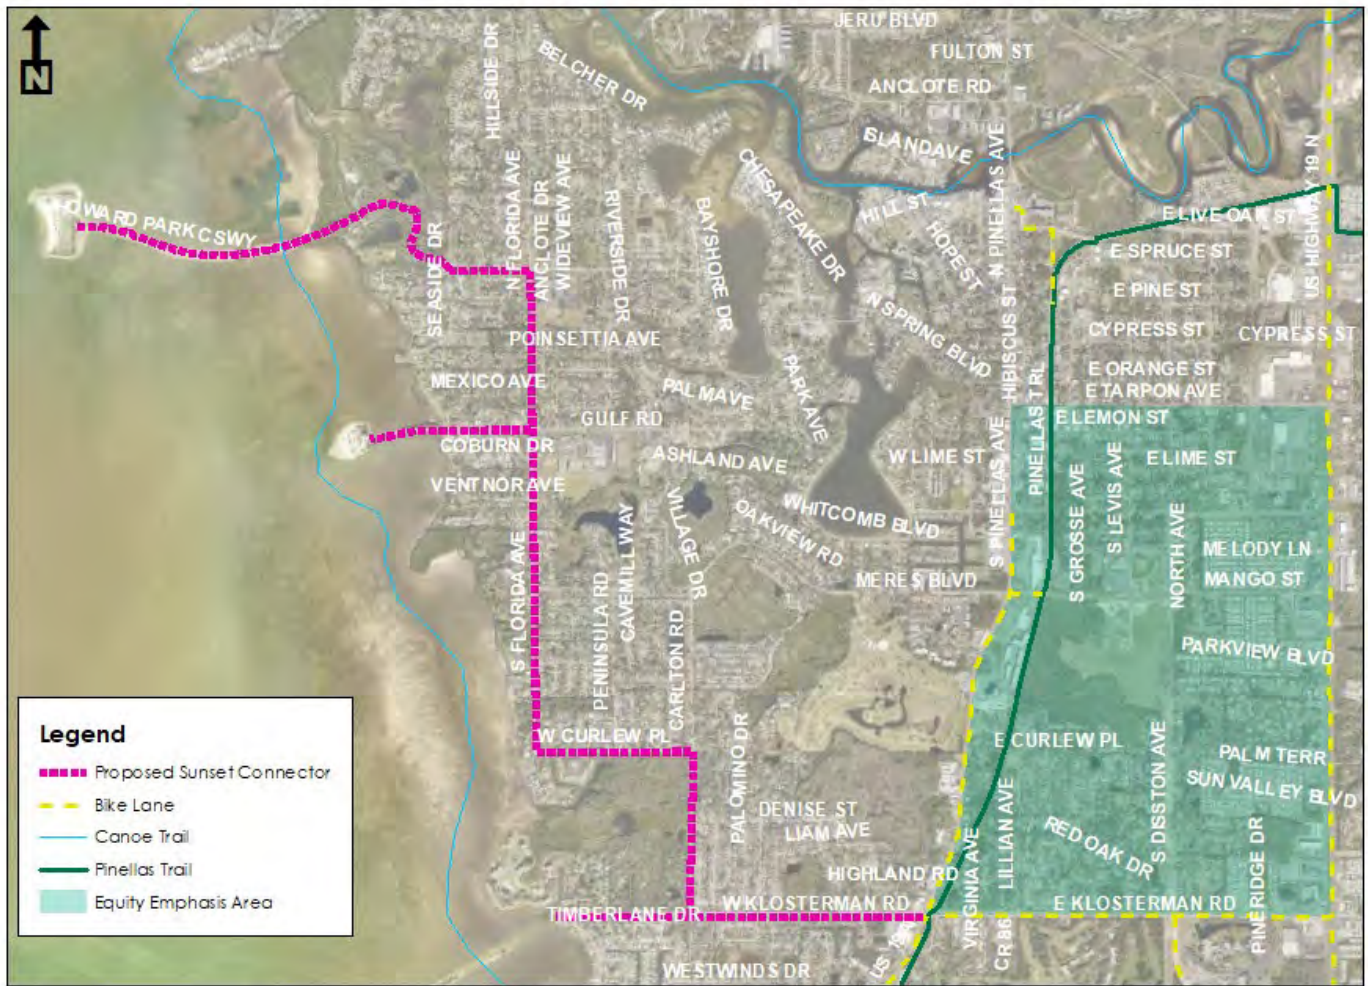 JERU BLVD
FULTON ST
ANCLOTE RD
HILLSIDE DR
BELCHER DR
ISLAND AVE
N
N PINELLAS AVE
US HIGHWAY 19 N
CHESAPEAKE DR
HOWARD PARK CSWY
N FLORIDA AVE
ANCLOTE DR
WIDEVIEW AVE
RIVERSIDE DR
BAYSHORE DR
HILL ST
HOPE ST
E LIVE OAK ST
E SPRUCE ST
SEASIDE DR
E PINE ST
N SPRING BLVD
HIBISCUS ST
CYPRESS ST
CYPRESS ST
POINSETTIA AVE
E ORANGE ST
MEXICO AVE
PALM AVE
PARK AVE
E TARPON AVE
PINELLAS TRL
GULF RD
E LEMON ST
COBURN DR
ASHLAND AVE
W LIME ST
S PINELLAS AVE
E LIME ST
VENTNOR AVE
WHITCOMB BLVD
OAKVIEW RD
VILLAGE DR
S GROSSE AVE
S LEVIS AVE
MELODY LN
NORTH AVE
MERES BLVD
MANGO ST
S FLORIDA AVE
PENINSULA RD
CAVEMILL WAY
CARLTON RD
PARKVIEW BLVD
W CURLEW PL
E CURLEW PL
PALM TERR
SUN VALLEY BLVD
PALOMINO DR
DENISE ST
LIAM AVE
VIRGINIA AVE
LILLIAN AVE
RED OAK DR
S DISSTON AVE
PINERIDGE DR
HIGHLAND RD
W KLOSTERMAN RD
E KLOSTERMAN RD
TIMBERLANE DR
CR 86
WESTWINDS DR
Legend
Proposed Sunset Connector
Bike Lane
Canoe Trail
Pinellas Trail
Equity Emphasis Area